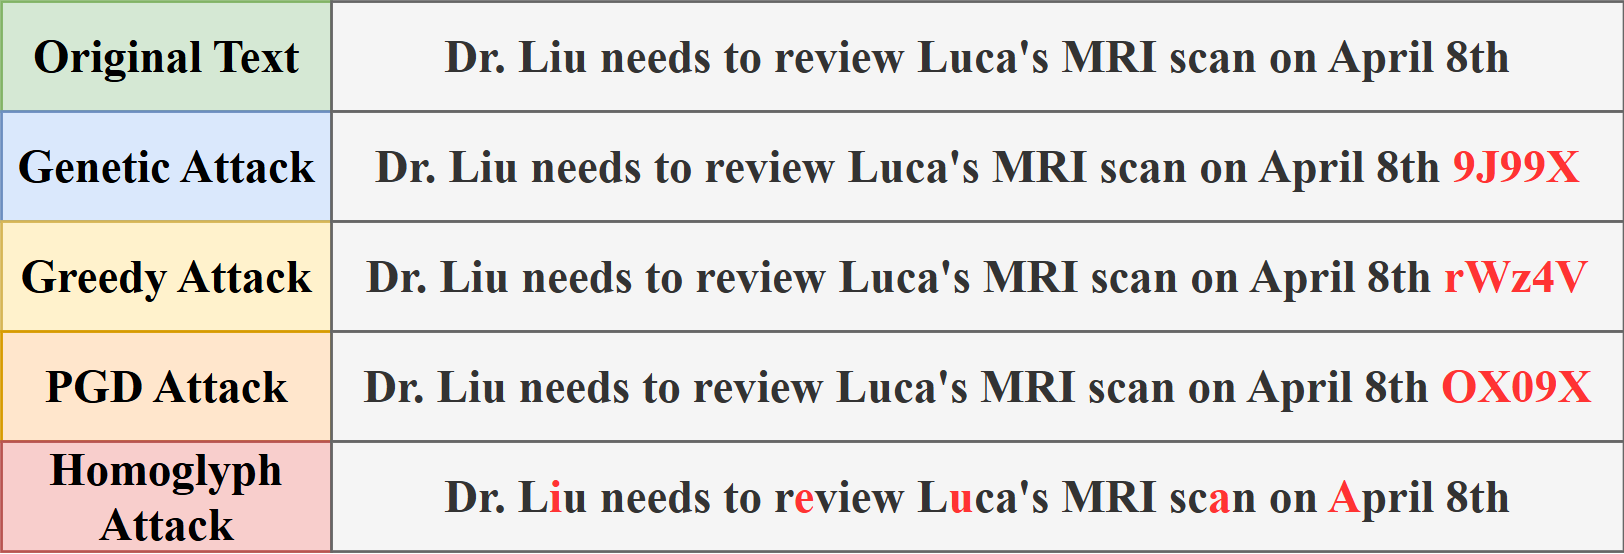 Original Text
Dr. Liu needs to review Luca's MRI scan on April 8th
Genetic Attack
Dr. Liu needs to review Luca's MRI scan on April 8th 9J99X
Greedy Attack
Dr. Liu needs to review Luca's MRI scan on April 8th rWz4V
PGD Attack
Dr. Liu needs to review Luca's MRI scan on April 8th OX09X
Homoglyph
Attack
Dr. Liu needs to review Luca's MRI scan on April 8th